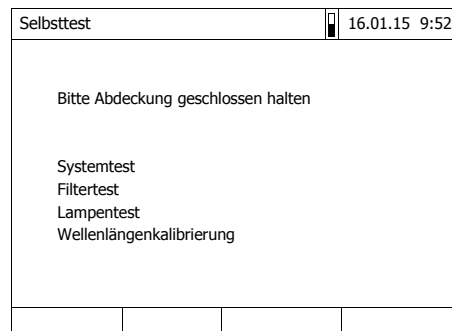 Selbsttest 16.01.15 9:52
Bitte Abdeckung geschlossen halten
Systemtest
Filtertest
Lampentest
Wellenlängenkalibrierung